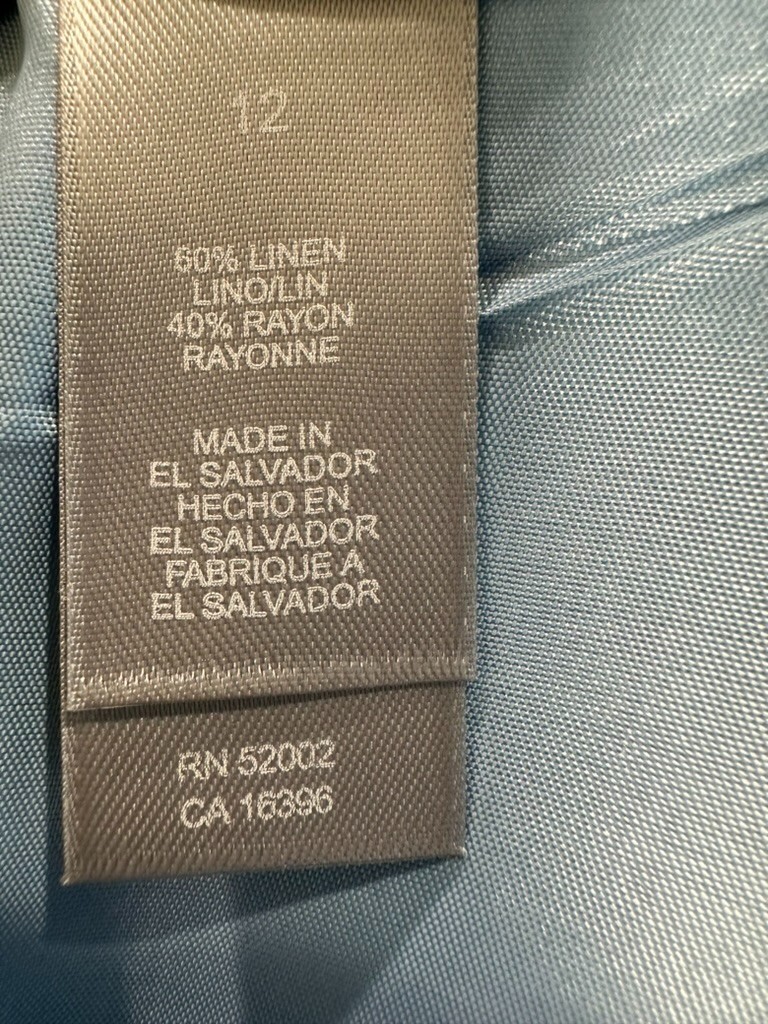 12
60% LINEN
LINO/LIN
40% RAYON
RAYONNE
MADE IN
EL SALVADOR
HECHO EN
EL SALVADOR
FABRIQUE À
EL SALVADOR
RN 52002
CA 16396